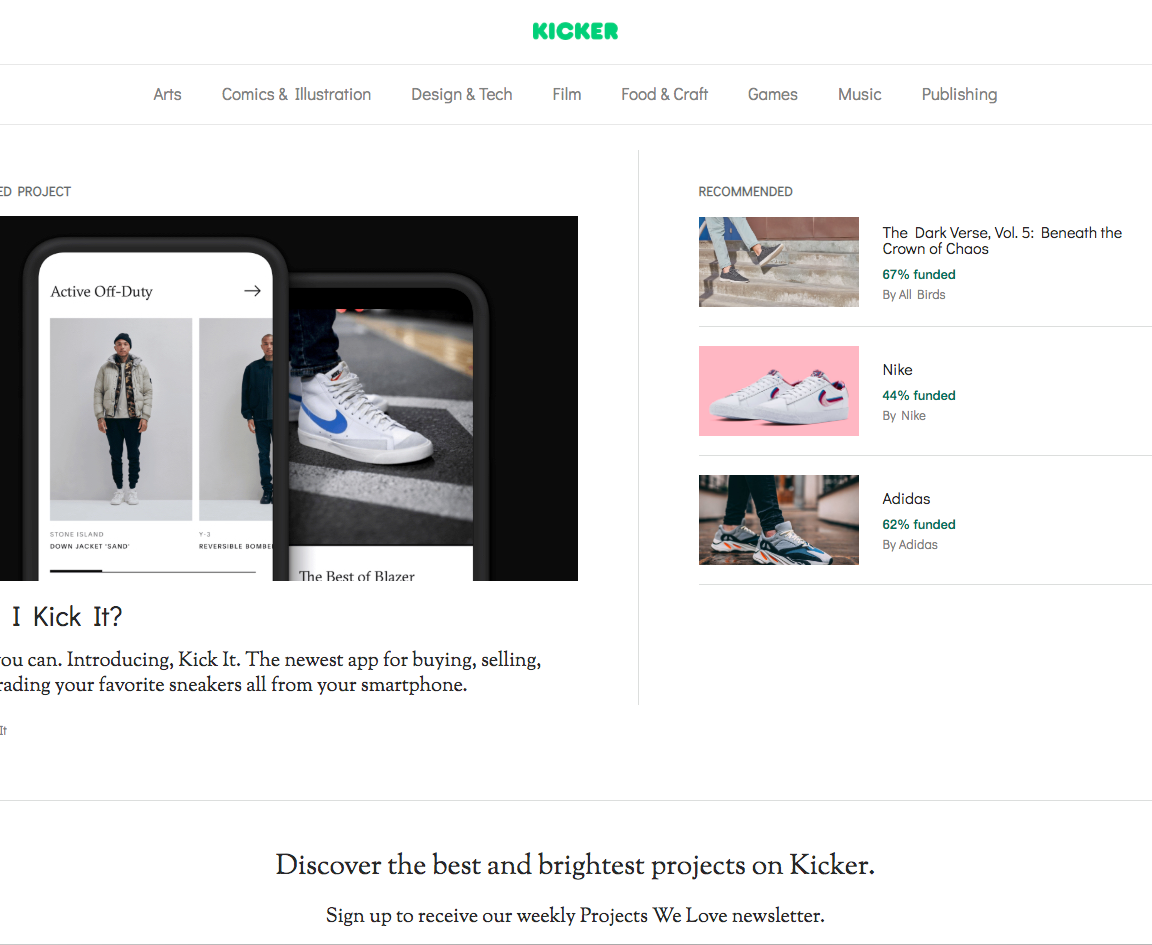 KICKER
Arts Comics & Illustration Design & Tech Film Food & Craft Games Music Publishing
ED PROJECT
Active Off-Duty
STONE ISLAND
DOWN JACKET 'SAND'
Y-3
REVERSIBLE BOMBE
The Best of Blazer
I Kick It?
ou can. Introducing, Kick It. The newest app for buying, selling,
rading your favorite sneakers all from your smartphone.
It
RECOMMENDED
The Dark Verse, Vol. 5: Beneath the
Crown of Chaos
67% funded
By All Birds
Nike
44% funded
By Nike
Adidas
62% funded
By Adidas
Discover the best and brightest projects on Kicker.
Sign up to receive our weekly Projects We Love newsletter.